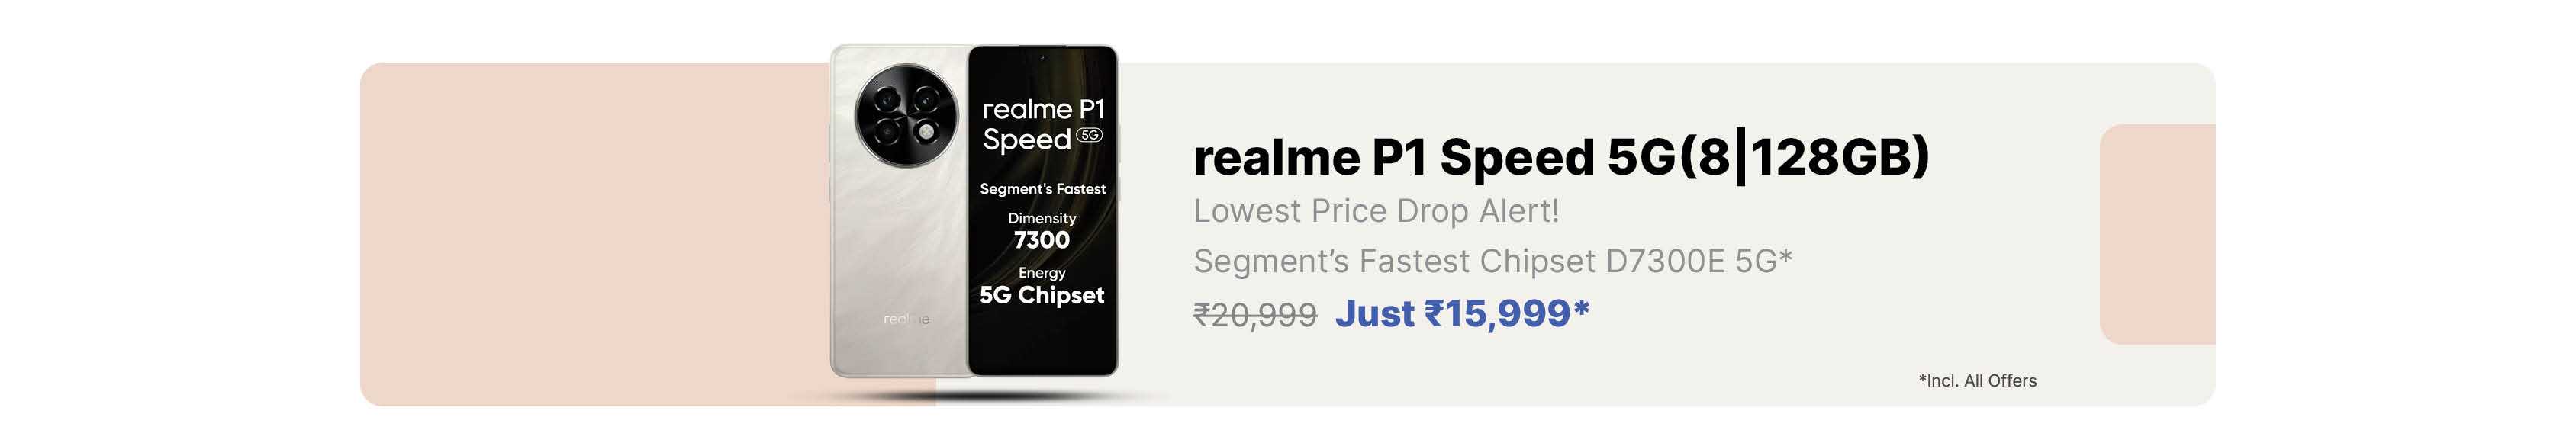 realme P1
Speed 5G
Segment's Fastest
Dimensity
7300
Energy
5G Chipset
realme
realme P1 Speed 5G(8|128GB)
Lowest Price Drop Alert!
Segment’s Fastest Chipset D7300E 5G*
₹20,999 Just ₹15,999*
*Incl. All Offers